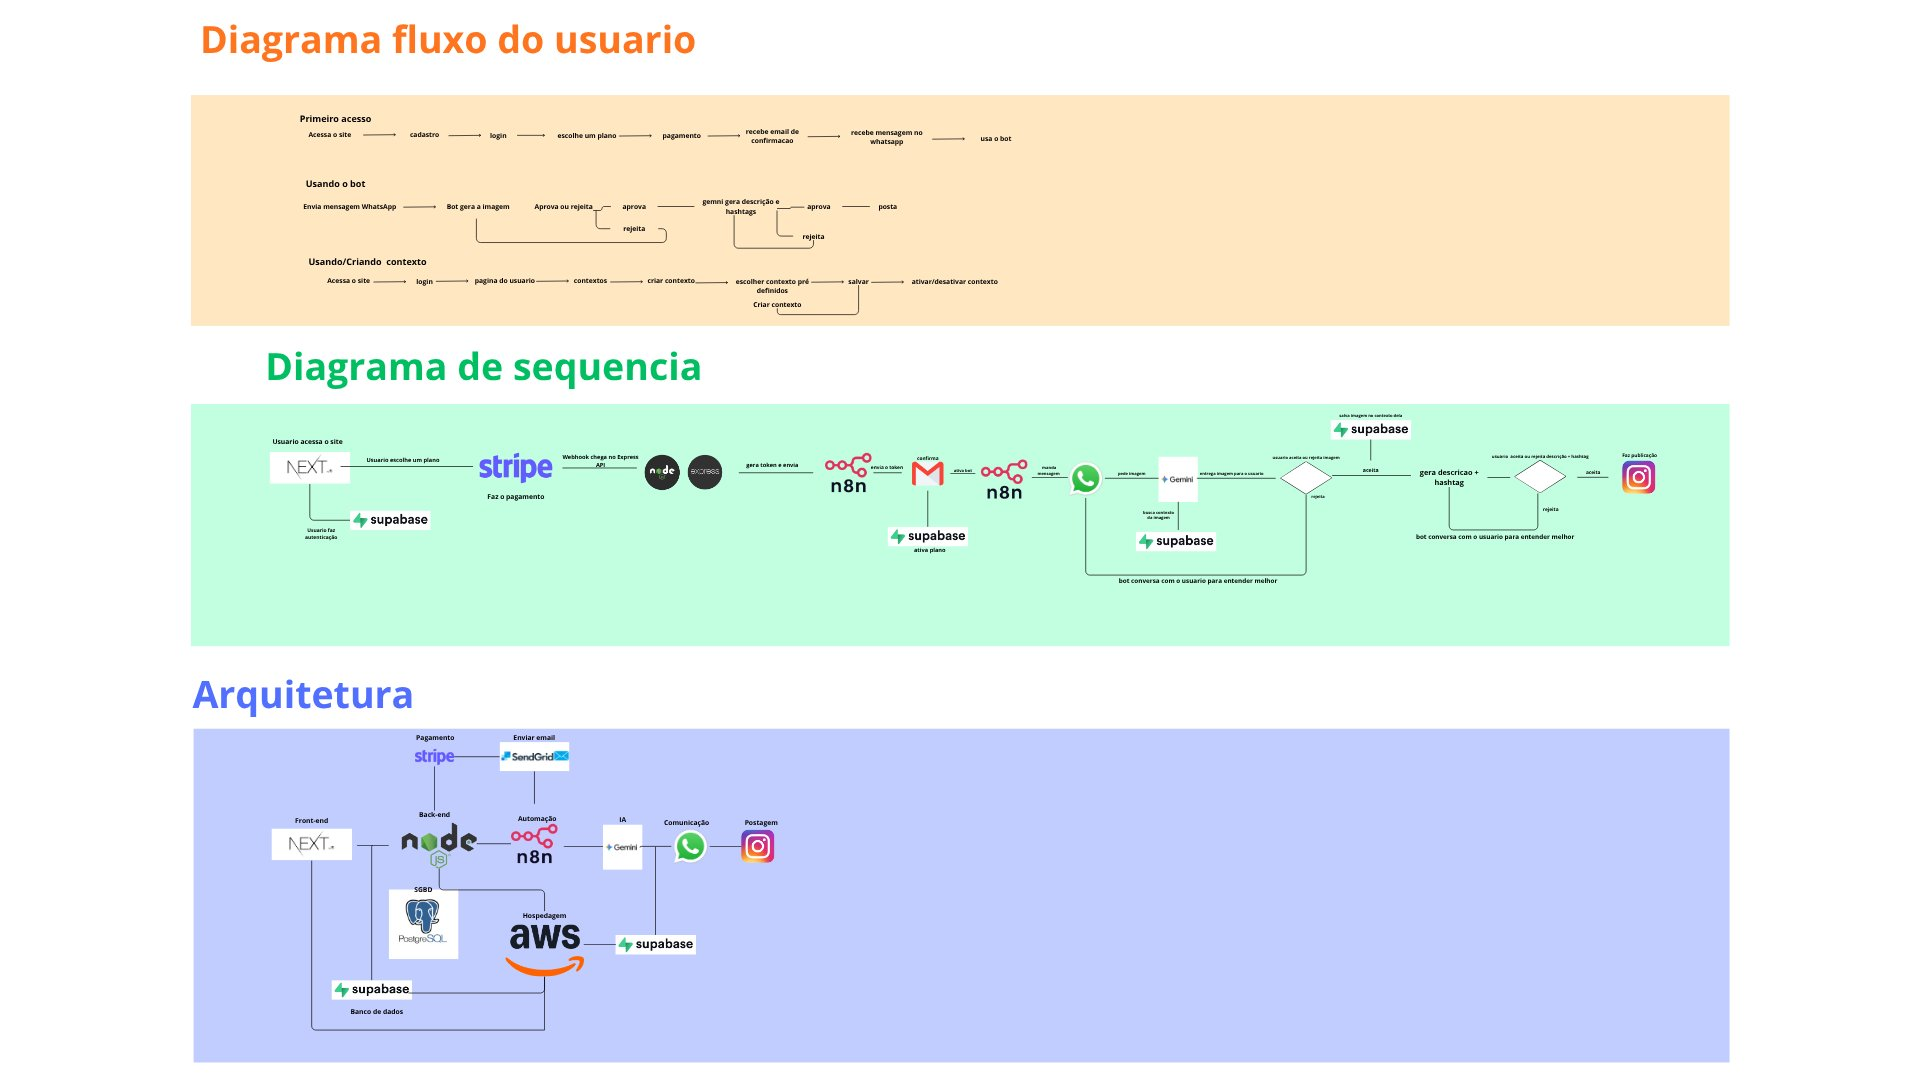 Diagrama fluxo do usuario
Primeiro acesso
Acessa o site
cadastro
login
escolhe um plano
pagamento
recebe email de
confirmacao
recebe mensagem no
whatsapp
usa o bot
Usando o bot
Envia mensagem WhatsApp
Bot gera a imagem
Aprova ou rejeita
aprova
rejeita
gemni gera descrição e
hashtags
aprova
rejeita
posta
Usando/Criando contexto
Acessa o site
login
pagina do usuario
contextos
criar contexto
escolher contexto pré
definidos
Criar contexto
salvar
ativar/desativar contexto
Diagrama de sequencia
Usuario acessa o site
NEXT
Usuario faz
autenticação
supabase
Usuario escolhe um plano
stripe
Faz o pagamento
Webhook chega no Express
API
node
express
gera token e envia
n8n
envia o token
confirma
supabase
ativa plano
ativa bot
n8n
manda
mensagem
pede imagem
Gemini
busca contexto
da imagem
supabase
entrega imagem para o usuario
usuario aceita ou rejeita imagem
rejeita
bot conversa com o usuario para entender melhor
aceita
salva imagem no contexto dela
supabase
gera descricao +
hashtag
usuario aceita ou rejeita descrição + hashtag
rejeita
bot conversa com o usuario para entender melhor
aceita
Faz publicação
Arquitetura
Pagamento
stripe
Enviar email
SendGrid
Front-end
NEXT
Back-end
node
JS
Automação
n8n
IA
Gemini
Comunicação
Postagem
SGBD
PostgreSQL
Hospedagem
aws
supabase
supabase
Banco de dados